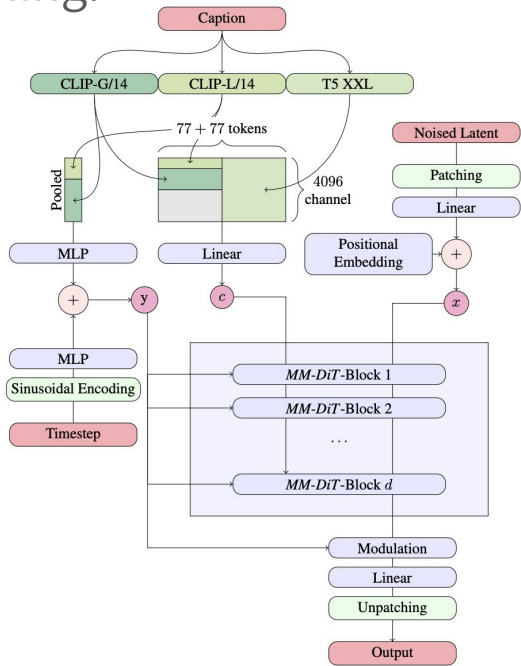 Caption
CLIP-G/14
CLIP-L/14
T5 XXL
77 + 77 tokens
Noised Latent
Patching
Pooled
4096
channel
Linear
MLP
Linear
Positional
Embedding
+
+
y
c
x
MLP
MM-DiT-Block 1
Sinusoidal Encoding
MM-DiT-Block 2
Timestep
...
MM-DiT-Block d
Modulation
Linear
Unpatching
Output